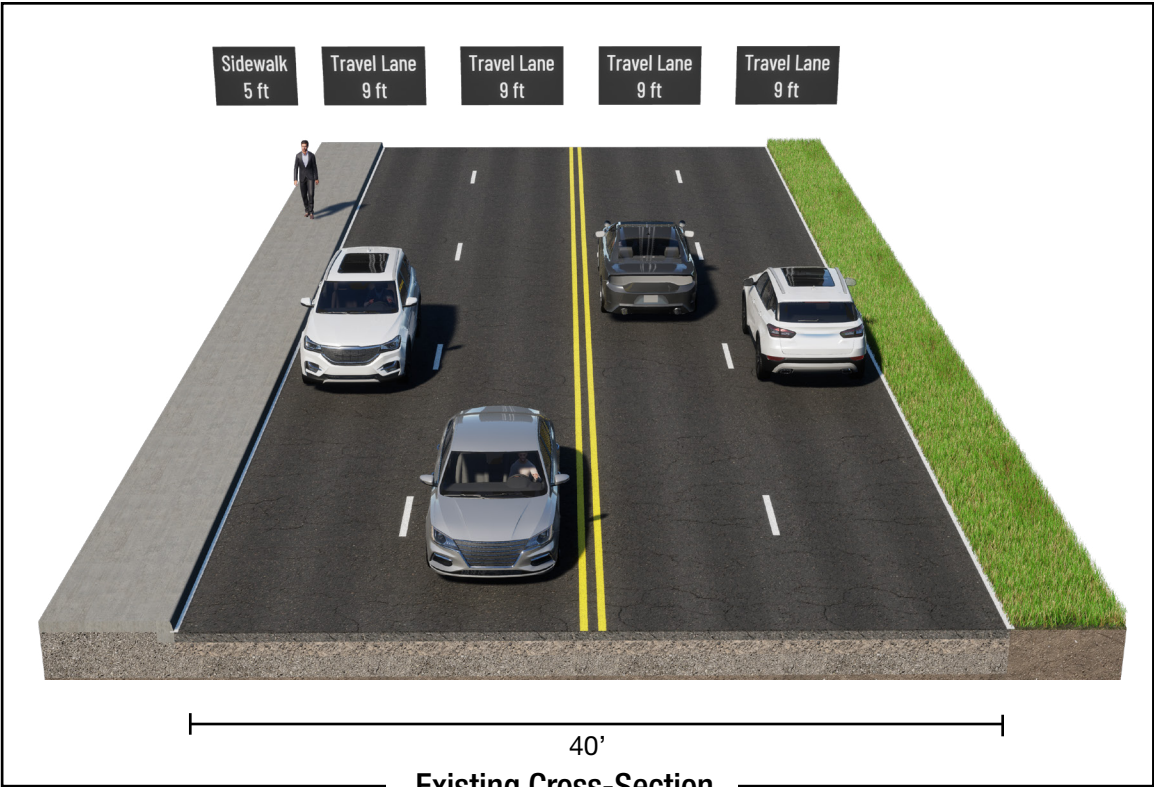 Sidewalk
5 ft
Travel Lane
9 ft
Travel Lane
9 ft
Travel Lane
9 ft
Travel Lane
9 ft
40’
Existing Cross-Section